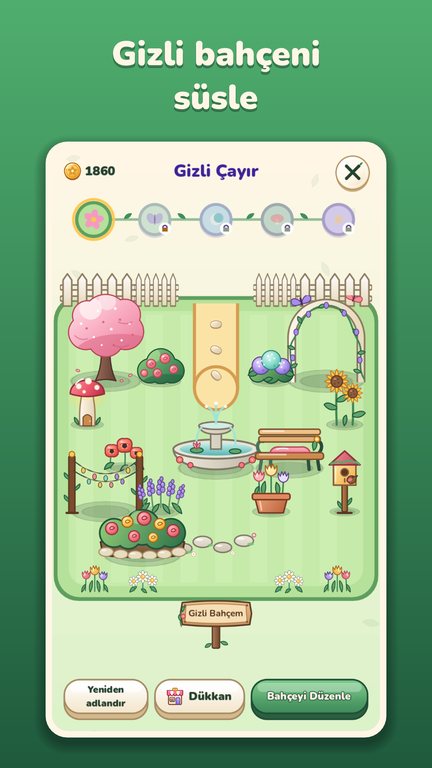 Gizli bahçeni
süsle
1860
Gizli Çayır
Gizli Bahçem
Yeniden
adlandır
Dükkan
Bahçeyi Düzenle